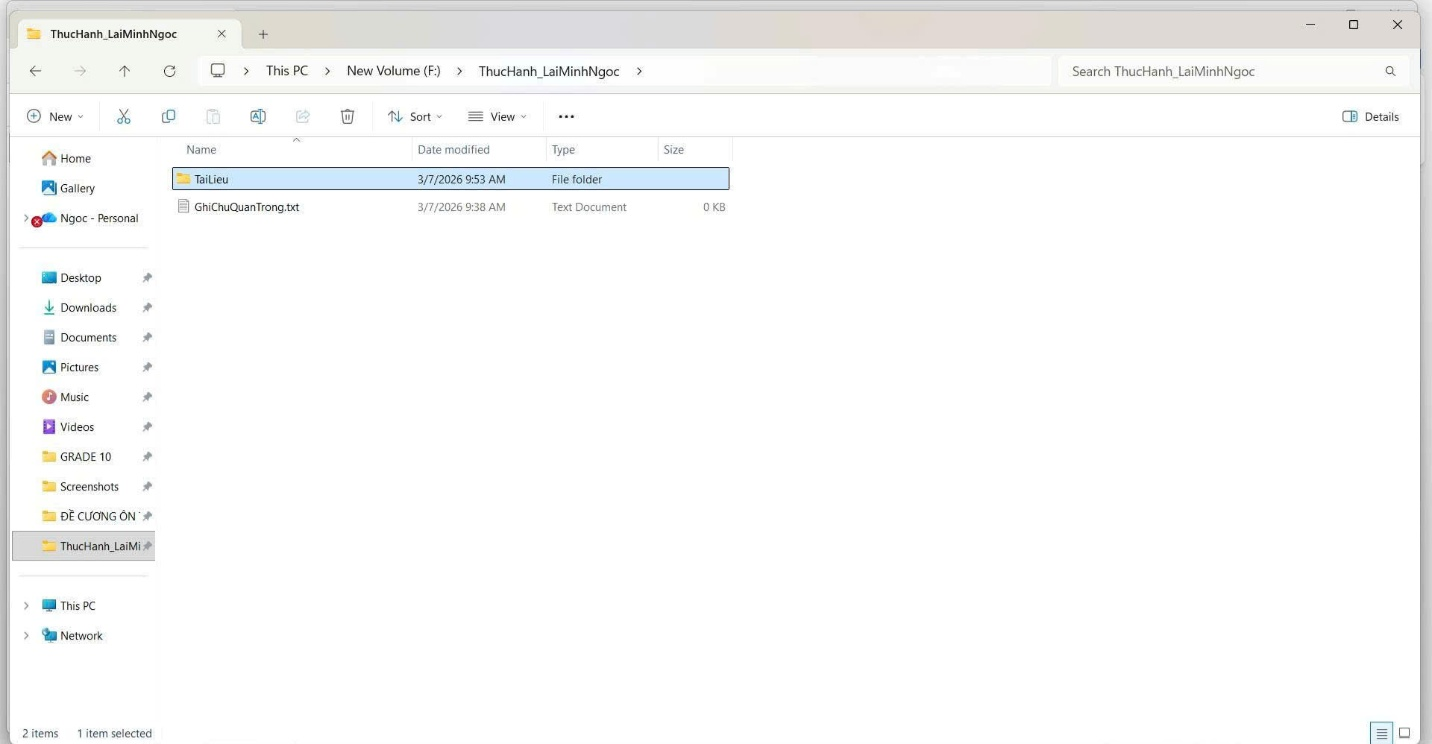 ThucHanh_LaiMinhNgoc
This PC > New Volume (F:) > ThucHanh_LaiMinhNgoc >
Search ThucHanh_LaiMinhNgoc
New
Sort
View
Details
Name Date modified Type Size
TaiLieu 3/7/2026 9:53 AM File folder
GhiChuQuanTrong.txt 3/7/2026 9:38 AM Text Document 0 KB
Home
Gallery
Ngoc - Personal
Desktop
Downloads
Documents
Pictures
Music
Videos
GRADE 10
Screenshots
ĐỀ CƯƠNG ÔN
ThucHanh_LaiMi
This PC
Network
2 items 1 item selected